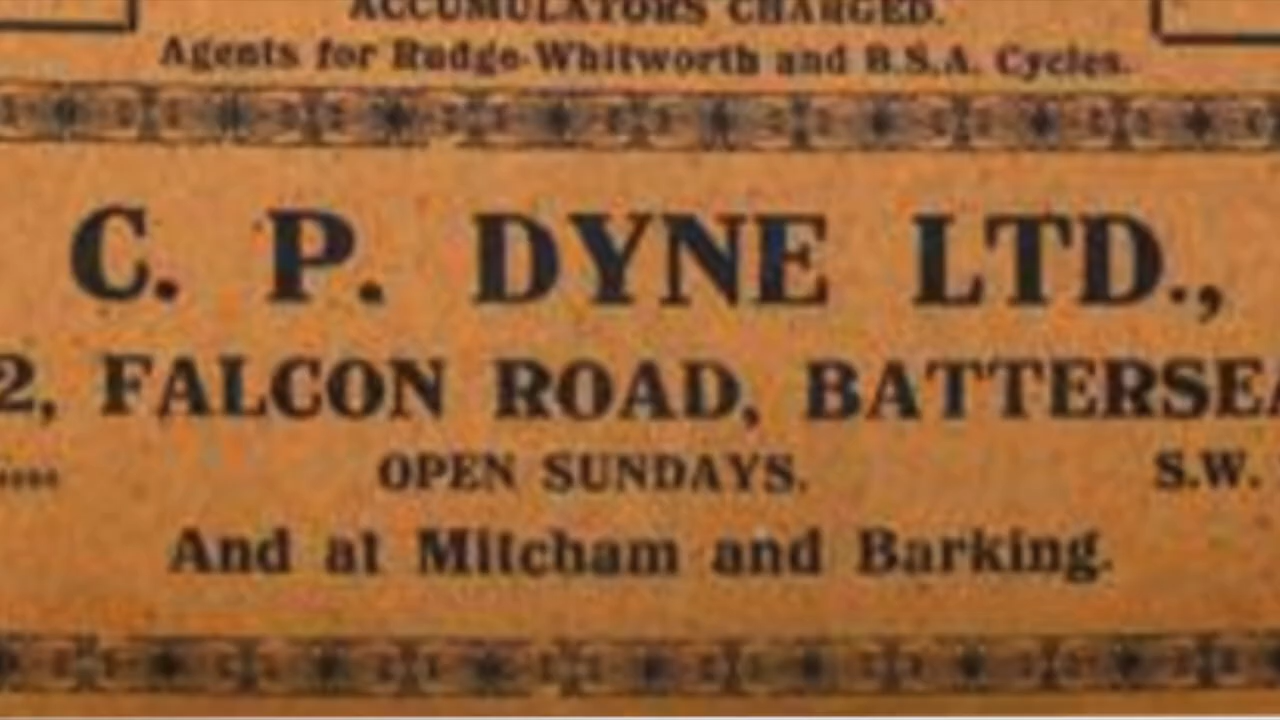 ACCUMULATORS CHARGED.
Agents for Rudge-Whitworth and B.S.A. Cycles.
C. P. DYNE LTD.,
2, FALCON ROAD, BATTERSEA
OPEN SUNDAYS. S.W.
And at Mitcham and Barking.